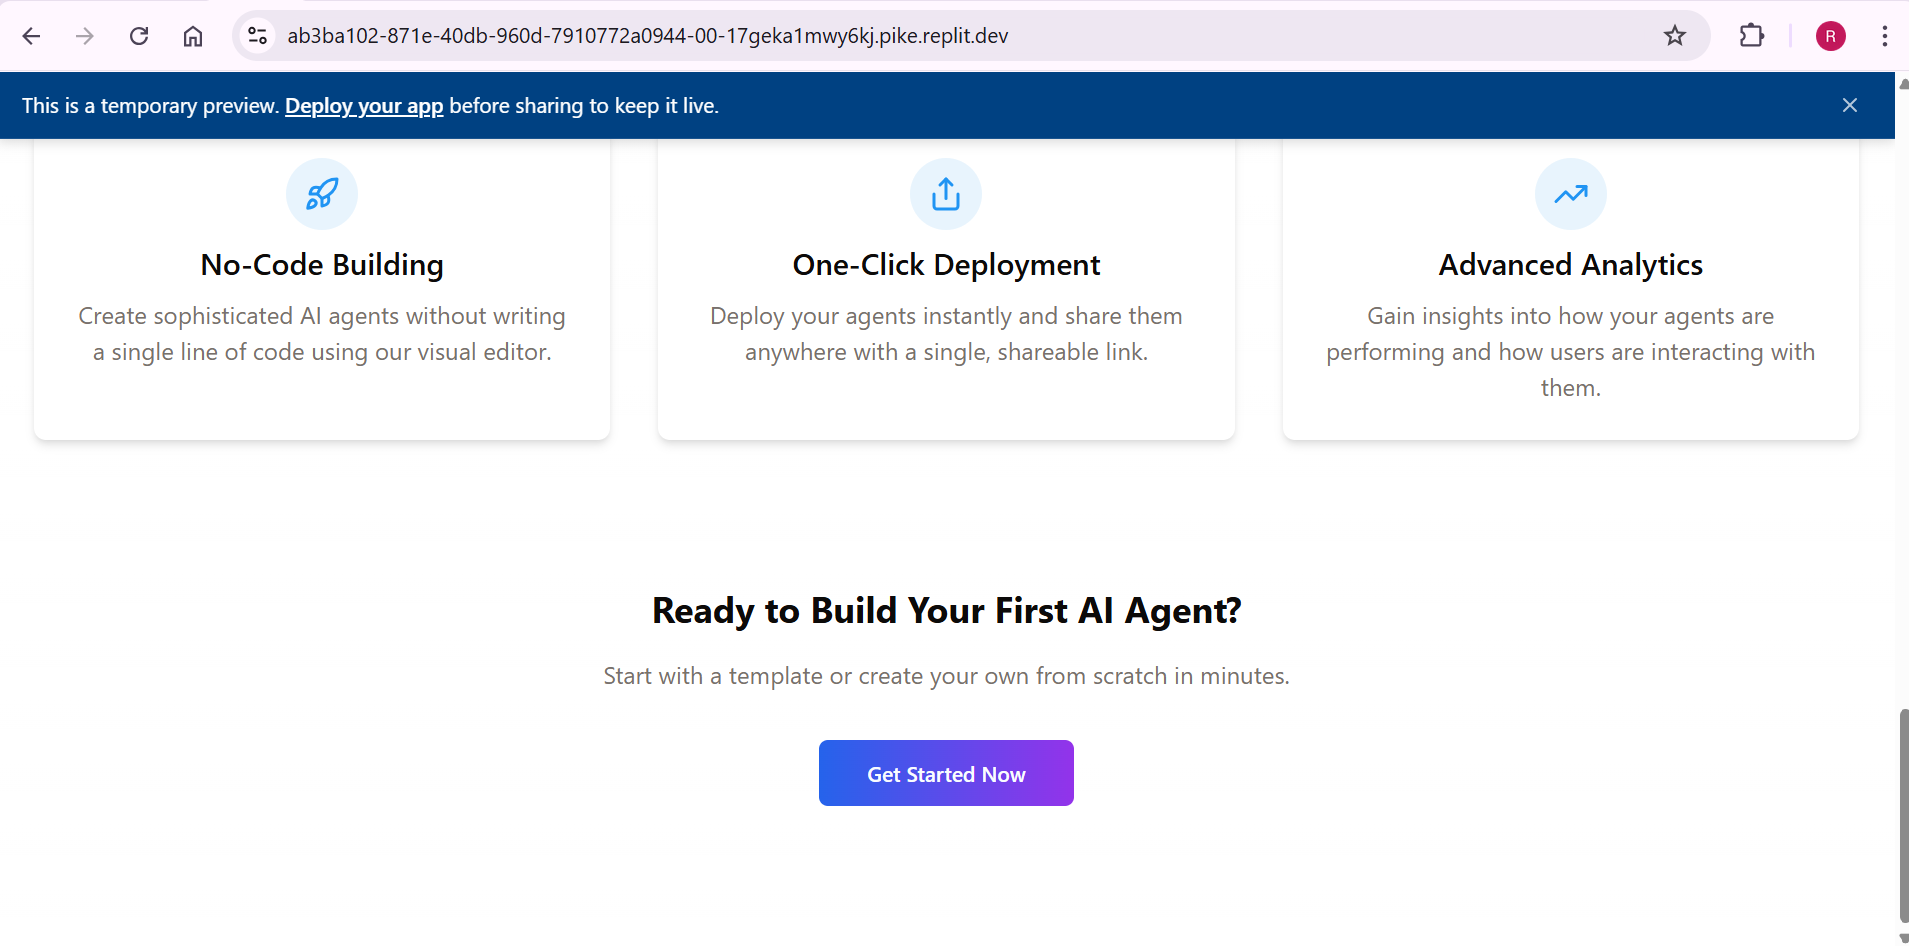 ab3ba102-871e-40db-960d-7910772a0944-00-17geka1mwy6kj.pike.replit.dev
R
This is a temporary preview. Deploy your app before sharing to keep it live.
No-Code Building
Create sophisticated AI agents without writing
a single line of code using our visual editor.
One-Click Deployment
Deploy your agents instantly and share them
anywhere with a single, shareable link.
Advanced Analytics
Gain insights into how your agents are
performing and how users are interacting with
them.
Ready to Build Your First AI Agent?
Start with a template or create your own from scratch in minutes.
Get Started Now